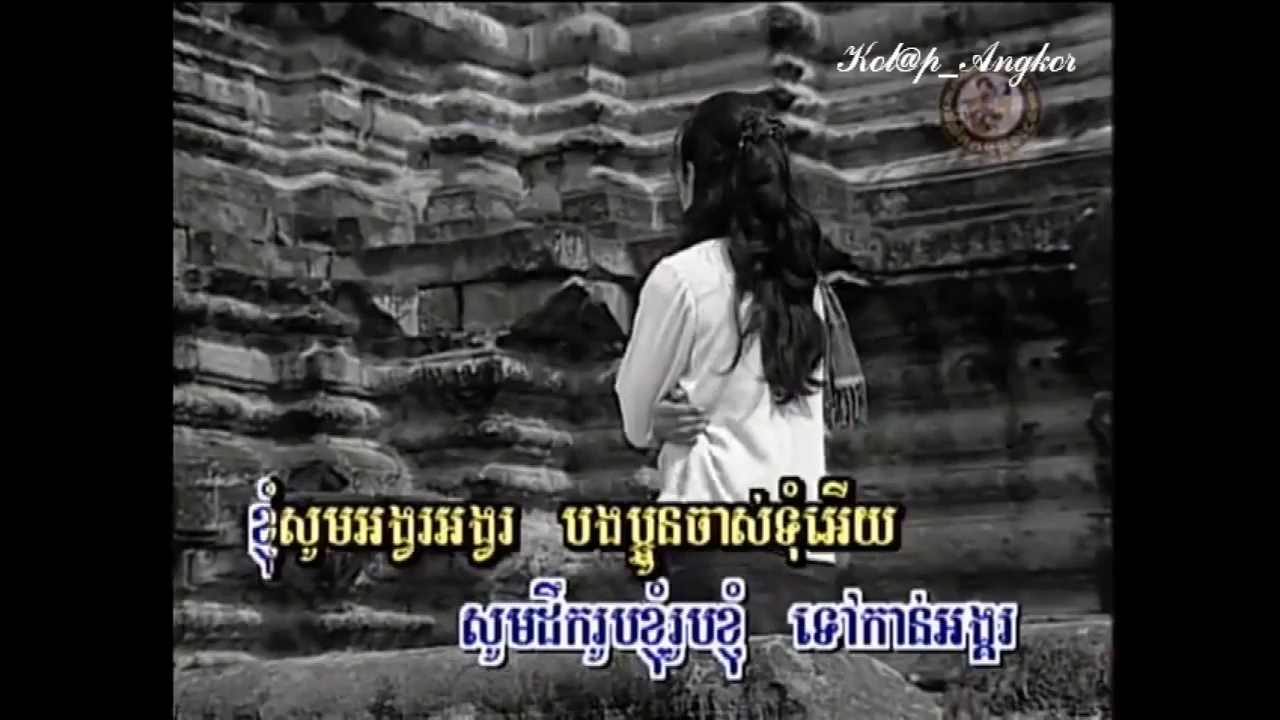 Kol@p_Angkor
ខ្ញុំសូមអង្វរអង្វរ បងប្អូនចាស់ទុំអើយ
សូមដឹករូបខ្ញុំរូបខ្ញុំ ទៅកាន់អង្គរ